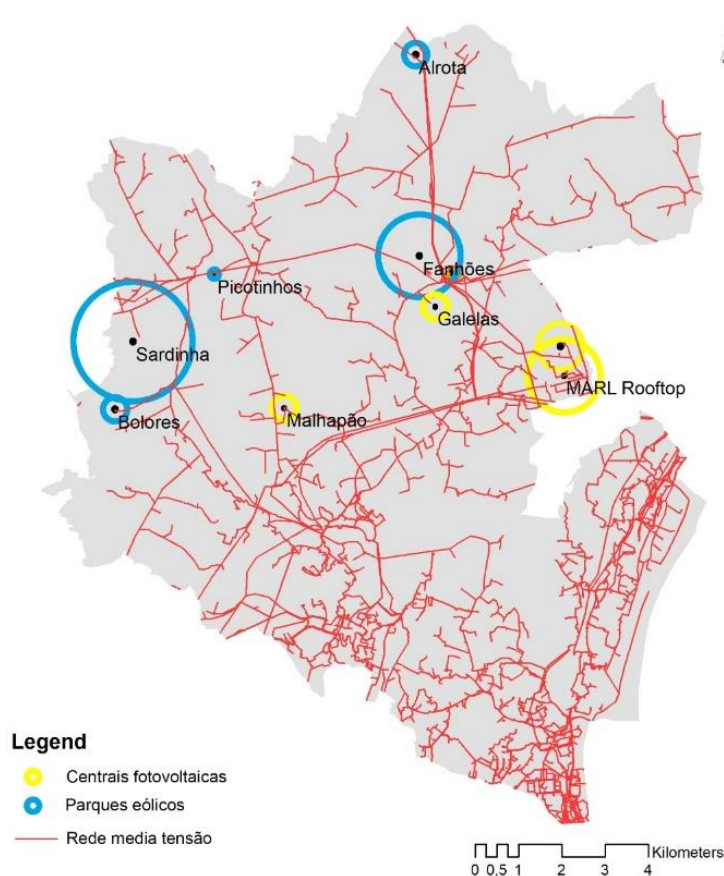 Alrota
Fanhões
Picotinhos
Galelas
Sardinha
MARL Rooftop
Bolores
Malhapão
Legend
Centrais fotovoltaicas
Parques eólicos
Rede media tensão
Kilometers
0 0.5 1 2 3 4